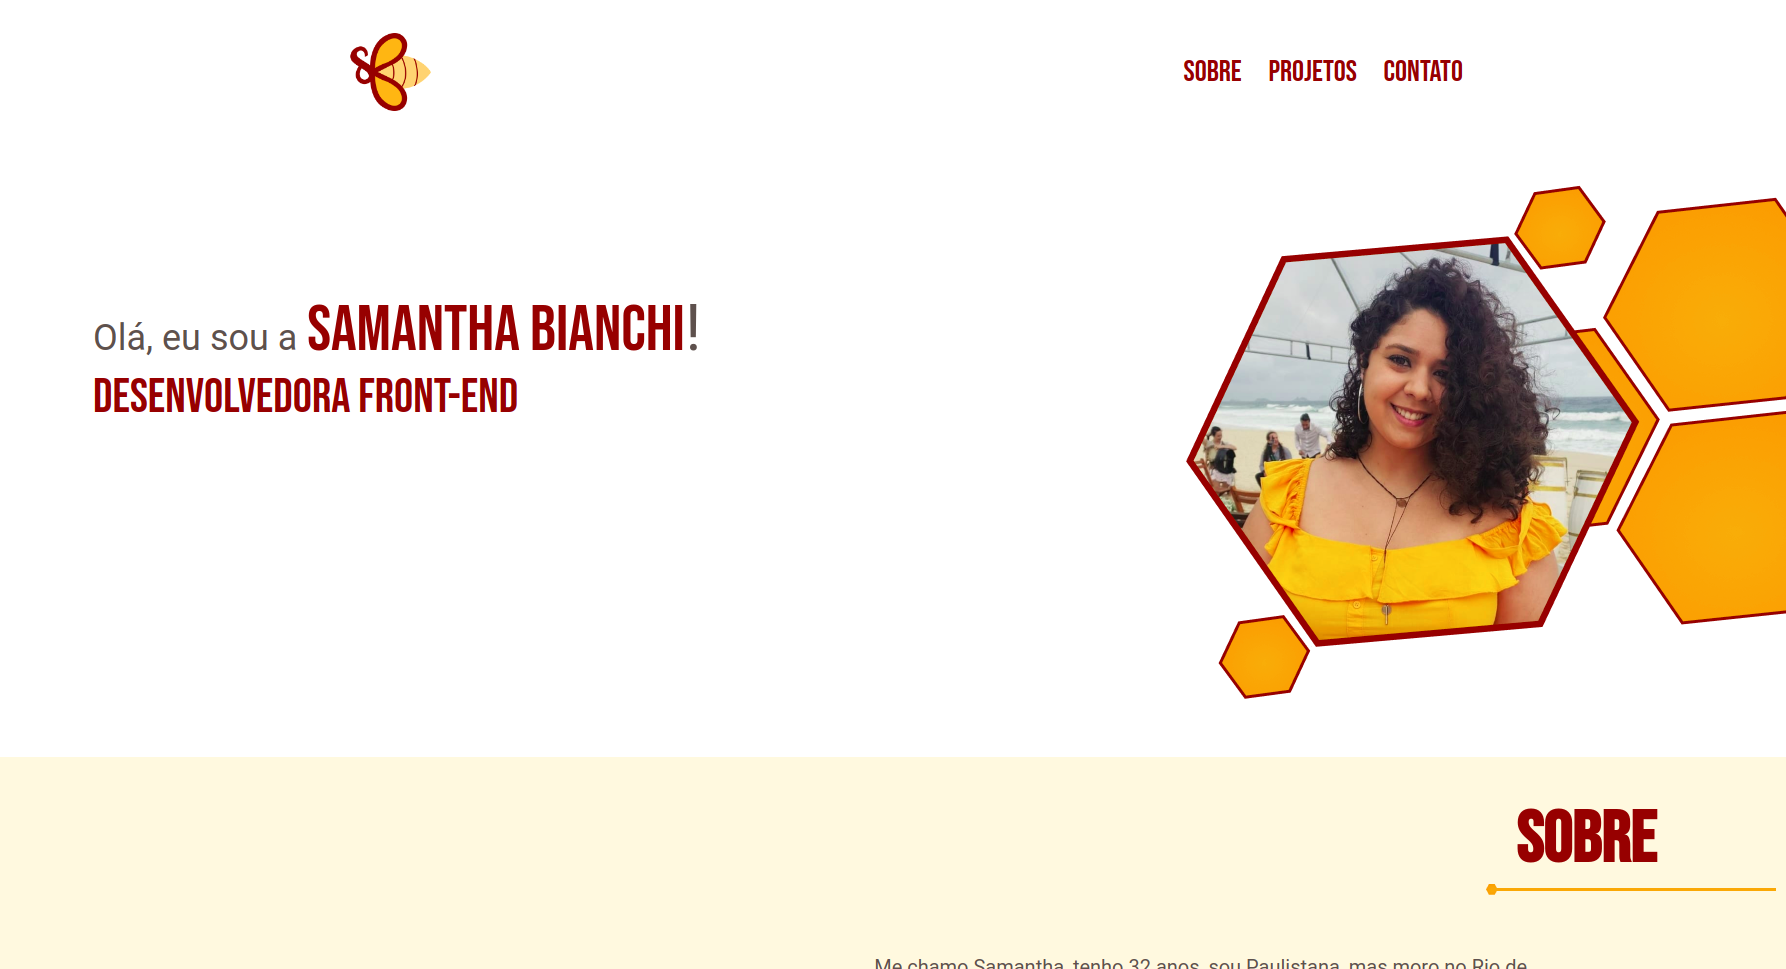 SOBRE PROJETOS CONTATO
Olá, eu sou a SAMANTHA BIANCHI!
DESENVOLVEDORA FRONT-END
SOBRE
Me chamo Samantha, tenho 32 anos, sou Paulistana, mas moro no Rio de